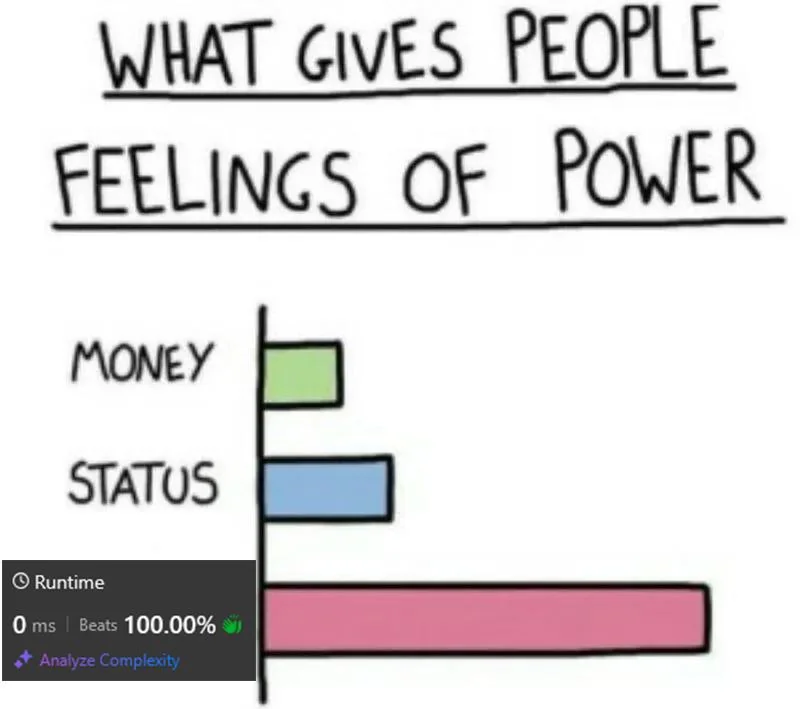 WHAT GIVES PEOPLE
FEELINGS OF POWER
MONEY
STATUS
Runtime
0 ms | Beats 100.00%
Analyze Complexity